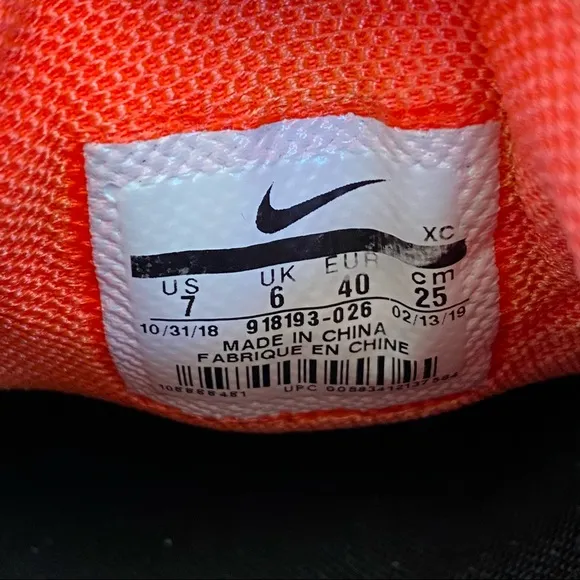 XC
US UK EUR cm
7 6 40 25
10/31/18 918193-026 02/13/19
MADE IN CHINA
FABRIQUE EN CHINE
UPC